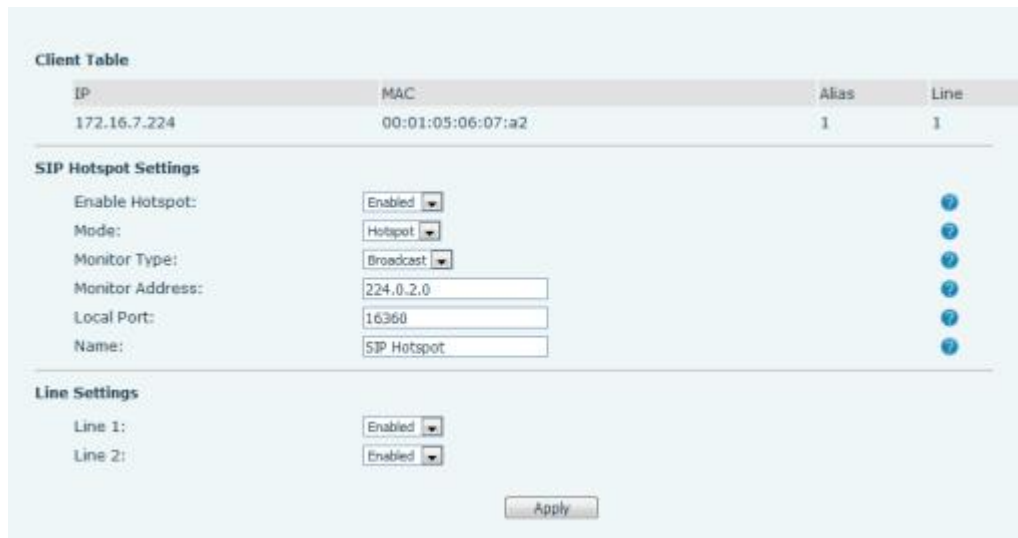 Client Table
IP MAC Alias Line
172.16.7.224 00:01:05:06:07:a2 1 1
SIP Hotspot Settings
Enable Hotspot: Enabled
Mode: Hotspot
Monitor Type: Broadcast
Monitor Address: 224.0.2.0
Local Port: 16360
Name: SIP Hotspot
Line Settings
Line 1: Enabled
Line 2: Enabled
Apply